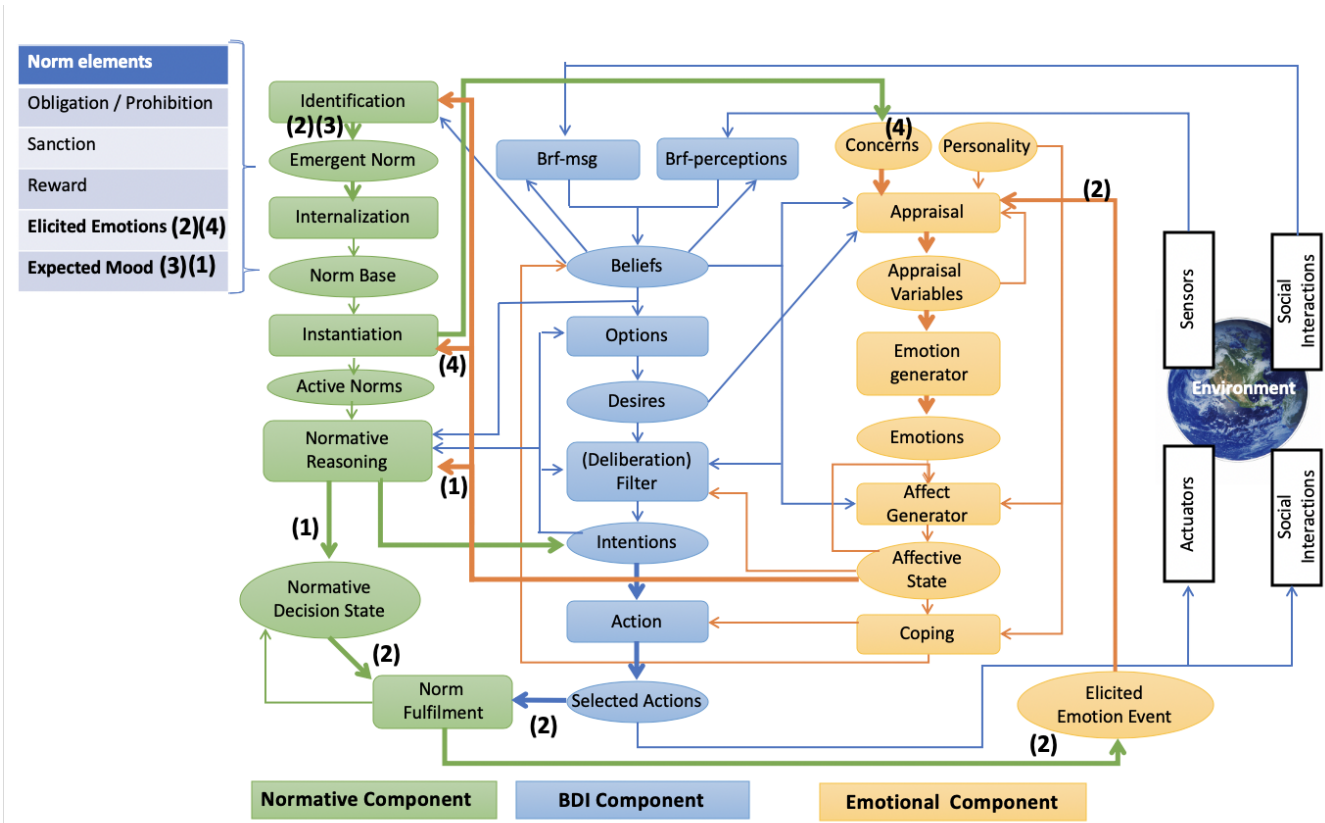 Norm elements
Obligation / Prohibition
Sanction
Reward
Elicited Emotions (2)(4)
Expected Mood (3)(1)
Identification
(2)(3)
Emergent Norm
Internalization
Norm Base
Instantiation
(4)
Active Norms
Normative
Reasoning
(1)
(1)
Normative
Decision State
(2)
Norm
Fulfilment
Brf-msg
Brf-perceptions
Beliefs
Options
Desires
(Deliberation)
Filter
Intentions
Action
Selected Actions
(2)
(4)
Concerns
Personality
(2)
Appraisal
Appraisal
Variables
Emotion
generator
Emotions
Affect
Generator
Affective
State
Coping
Elicited
Emotion Event
(2)
Sensors
Social
Interactions
Environment
Actuators
Social
Interactions
Normative Component
BDI Component
Emotional Component